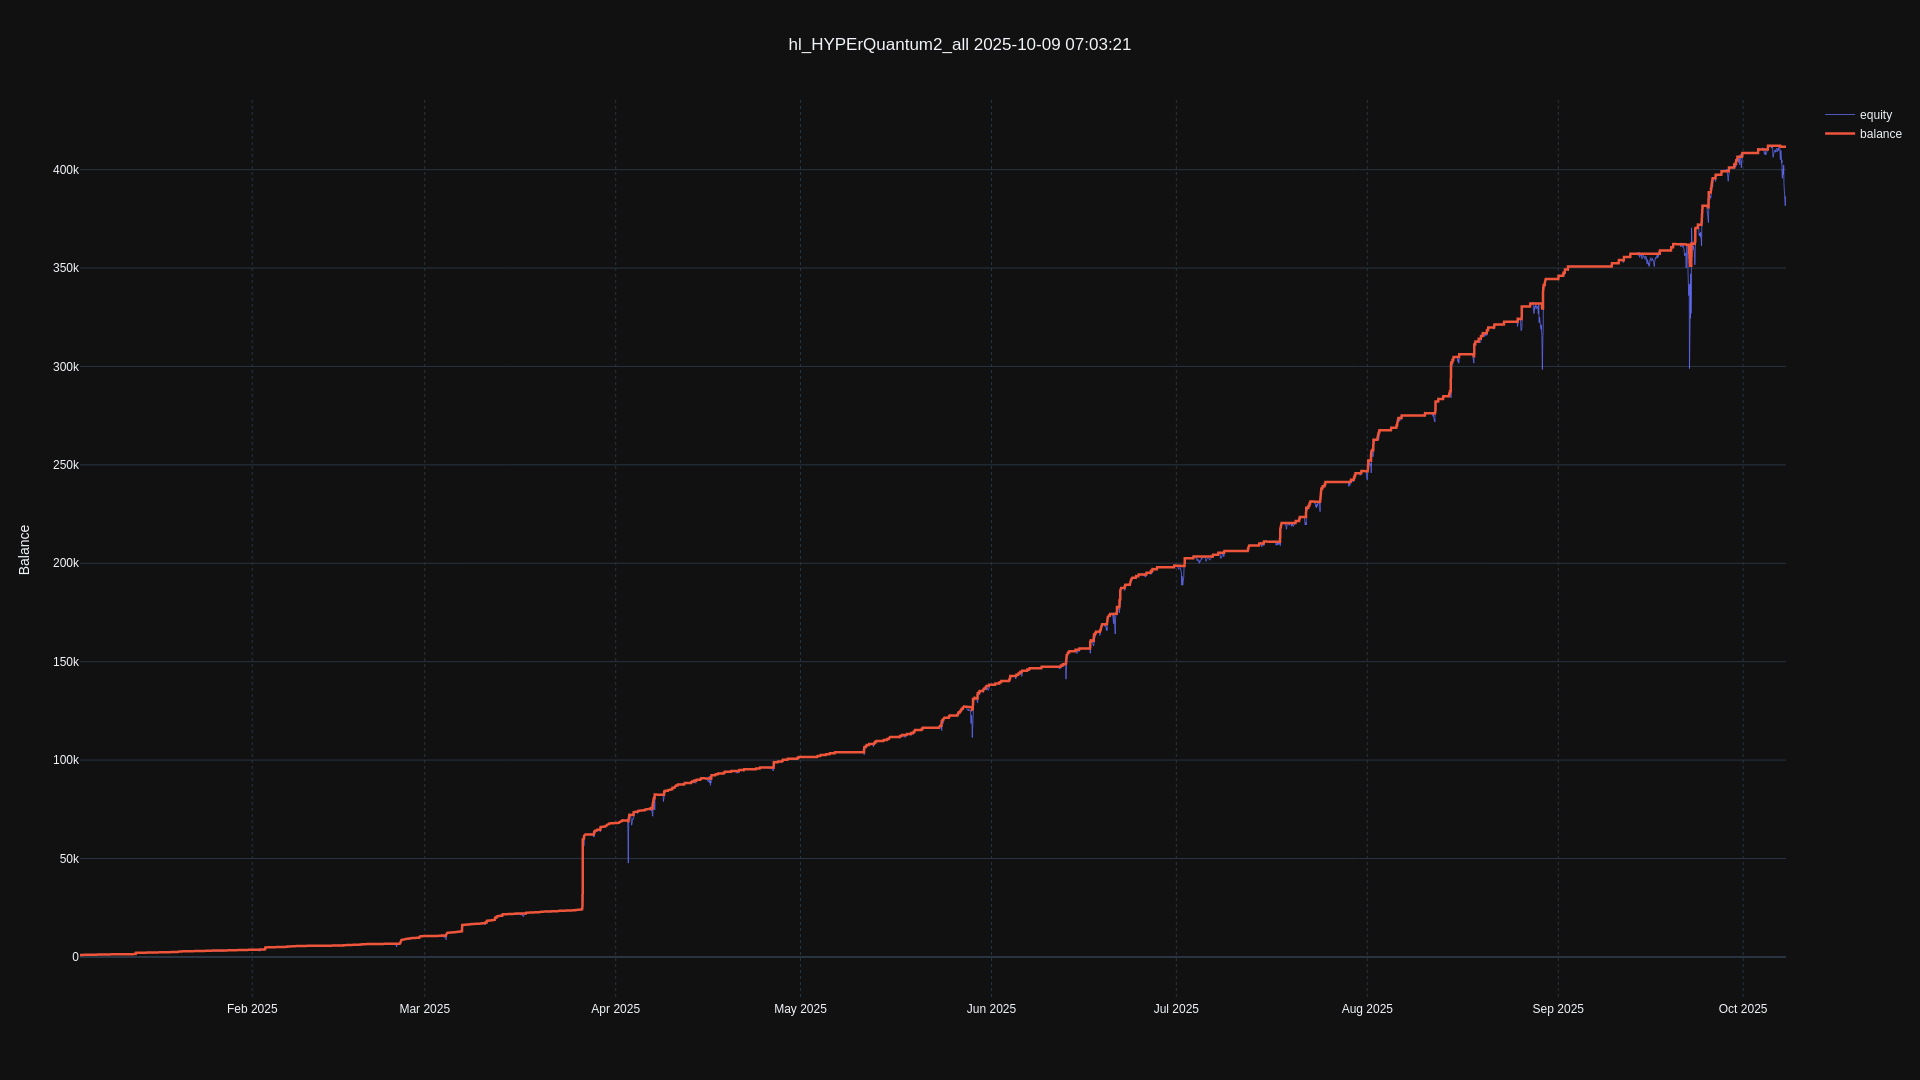 hl_HYPErQuantum2_all 2025-10-09 07:03:21
equity
balance
Balance
400k
350k
300k
250k
200k
150k
100k
50k
0
Feb 2025
Mar 2025
Apr 2025
May 2025
Jun 2025
Jul 2025
Aug 2025
Sep 2025
Oct 2025